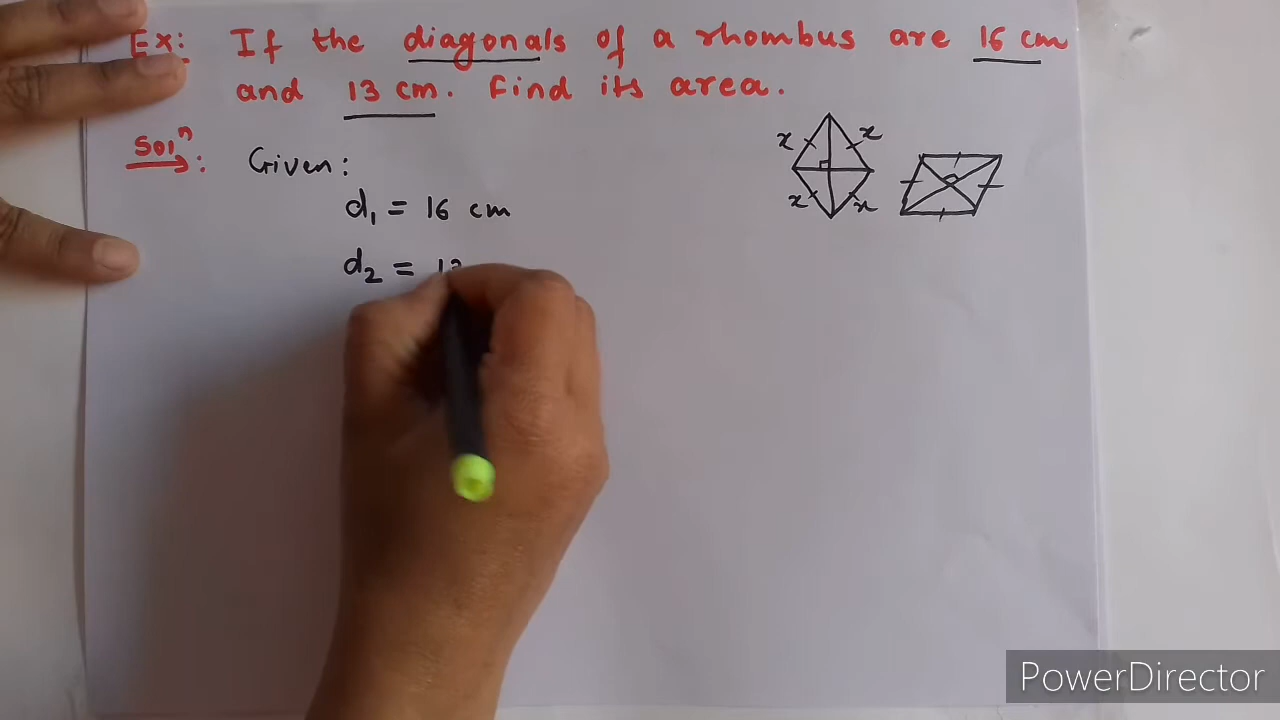 Ex: If the diagonals of a rhombus are 16 cm
and 13 cm. Find its area.
Solⁿ: Given:
x x
d₁ = 16 cm
x x
d₂ = 13
PowerDirector